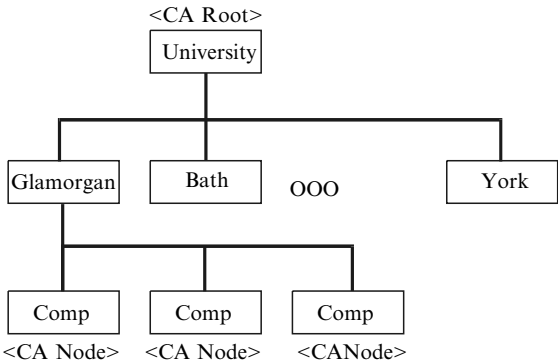 <CA Root>
University
Glamorgan
Bath
OOO
York
Comp
Comp
Comp
<CA Node>
<CA Node>
<CANode>